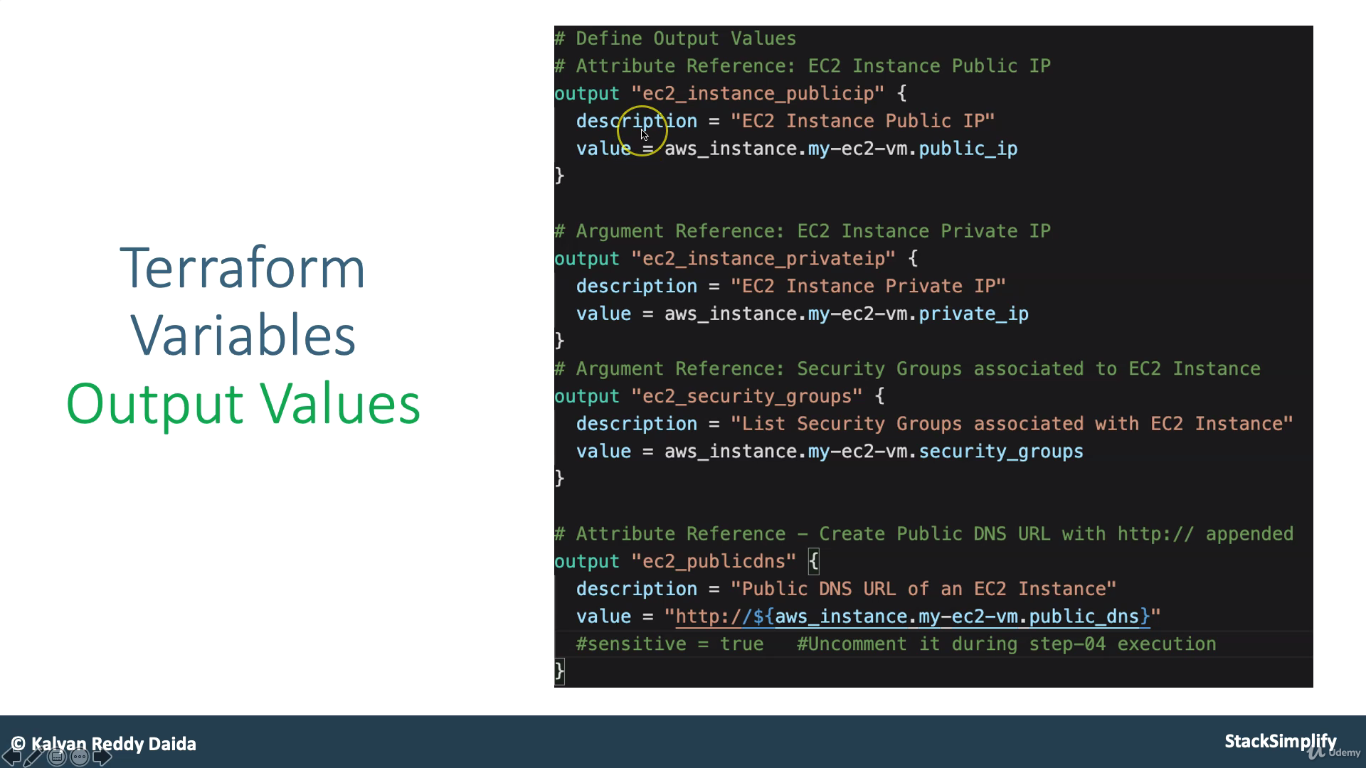 Terraform
Variables
Output Values
# Define Output Values
# Attribute Reference: EC2 Instance Public IP
output "ec2_instance_publicip" {
  description = "EC2 Instance Public IP"
  value = aws_instance.my-ec2-vm.public_ip
}
# Argument Reference: EC2 Instance Private IP
output "ec2_instance_privateip" {
  description = "EC2 Instance Private IP"
  value = aws_instance.my-ec2-vm.private_ip
}
# Argument Reference: Security Groups associated to EC2 Instance
output "ec2_security_groups" {
  description = "List Security Groups associated with EC2 Instance"
  value = aws_instance.my-ec2-vm.security_groups
}
# Attribute Reference - Create Public DNS URL with http:// appended
output "ec2_publicdns" {
  description = "Public DNS URL of an EC2 Instance"
  value = "http://${aws_instance.my-ec2-vm.public_dns}"
  #sensitive = true   #Uncomment it during step-04 execution
}
© Kalyan Reddy Daida
StackSimplify
Udemy